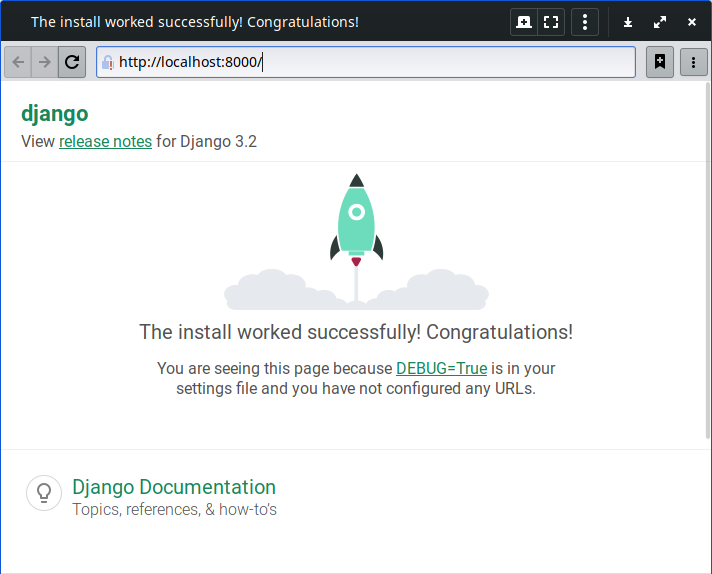 The install worked successfully! Congratulations!
http://localhost:8000/
django
View release notes for Django 3.2
The install worked successfully! Congratulations!
You are seeing this page because DEBUG=True is in your
settings file and you have not configured any URLs.
Django Documentation
Topics, references, & how-to's